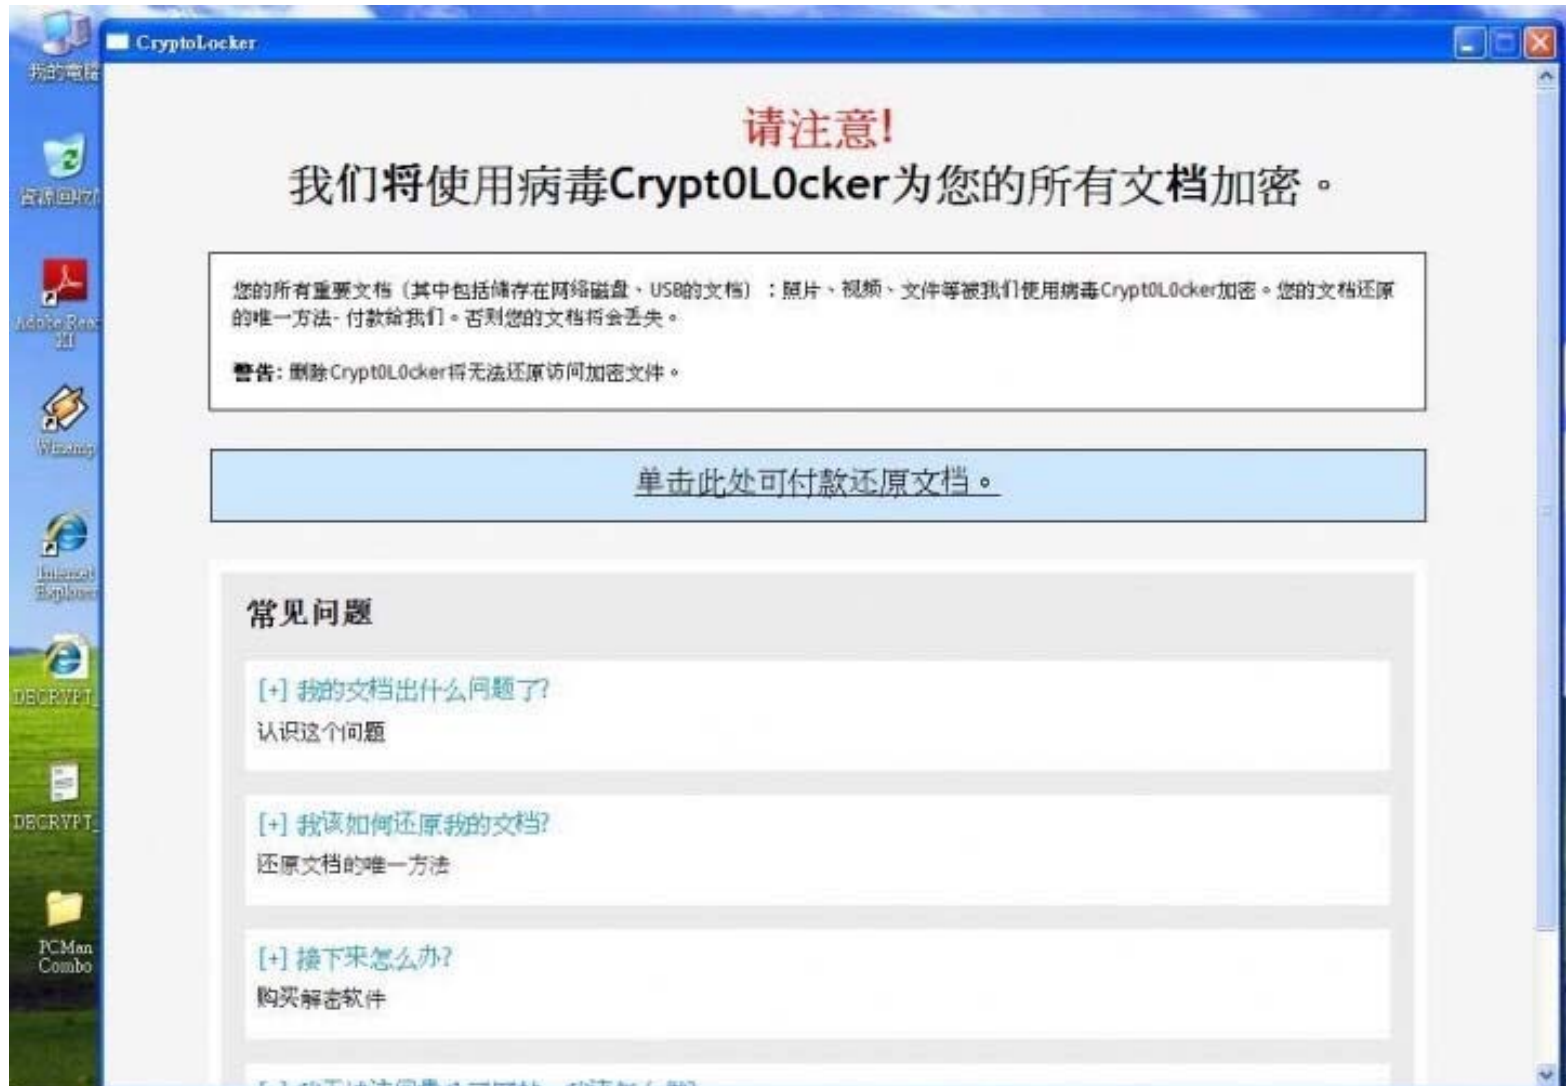 CryptoLocker
我的電腦
Adobe Reader
XI
Winamp
Internet
Explorer
DECRYPT_
DECRYPT_
PCMan
Combo
请注意!
我们将使用病毒Crypt0L0cker为您的所有文档加密。
您的所有重要文档（其中包括储存在网络磁盘、USB的文档）：照片、视频、文件等被我们使用病毒Crypt0L0cker加密。您的文档还原
的唯一方法- 付款给我们。否则您的文档将会丢失。
警告: 删除Crypt0L0cker将无法还原访问加密文件。
单击此处可付款还原文档。
常见问题
[+] 我的文档出什么问题了?
认识这个问题
[+] 我该如何还原我的文档?
还原文档的唯一方法
[+] 接下来怎么办?
购买解密软件